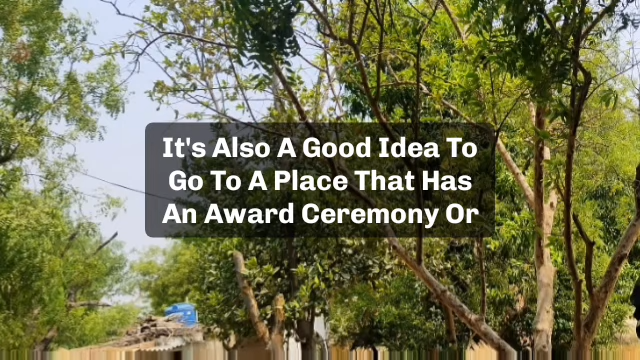 It's Also A Good Idea To
Go To A Place That Has
An Award Ceremony Or